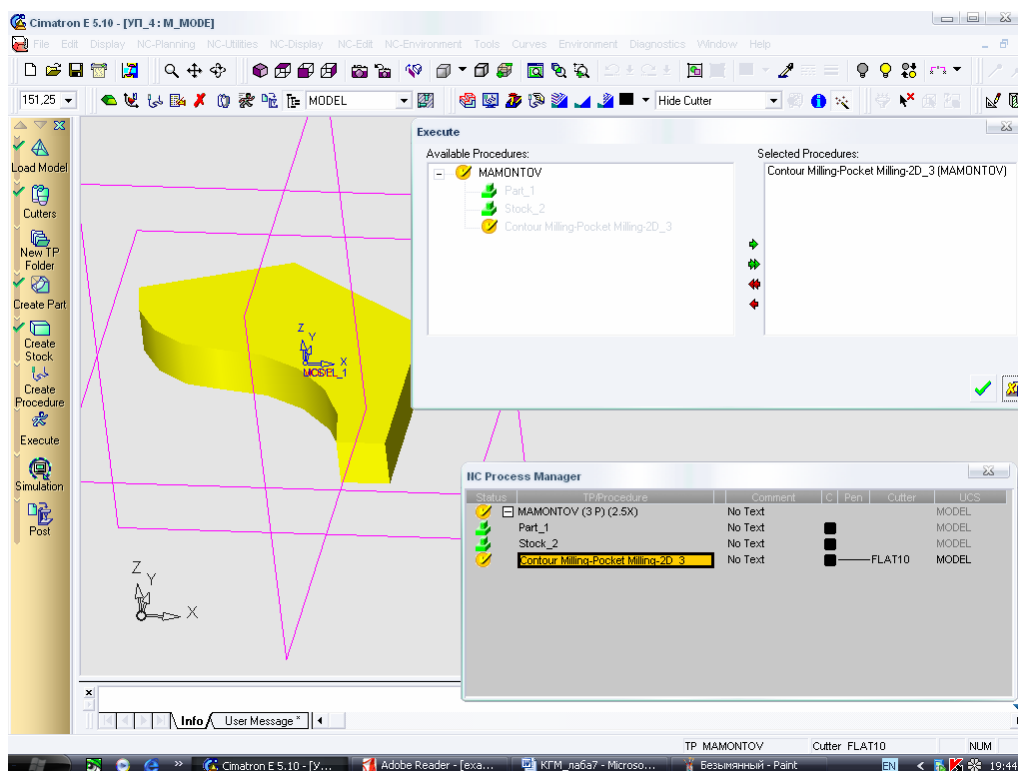 Cimatron E 5.10 - [УП_4 : M_MODE]
File Edit Display NC-Planning NC-Utilities NC-Display NC-Edit NC-Environment Tools Curves Environment Diagnostics Window Help
151,25
MODEL
Hide Cutter
Load Model
Cutters
New TP
Folder
Create Part
Create
Stock
Create
Procedure
Execute
Simulation
Post
Z
Y
X
MODEL_1
Z
Y
X
Execute
Available Procedures:
Selected Procedures:
MAMONTOV
Part_1
Stock_2
Contour Milling-Pocket Milling-2D_3
Contour Milling-Pocket Milling-2D_3 (MAMONTOV)
NC Process Manager
Status TP/Procedure Comment C Pen Cutter UCS
MAMONTOV (3 P) (2.5X) No Text MODEL
Part_1 No Text MODEL
Stock_2 No Text MODEL
Contour Milling-Pocket Milling-2D_3 No Text FLAT10 MODEL
Info User Message *
TP MAMONTOV Cutter FLAT10 NUM
Cimatron E 5.10 - [У... Adobe Reader - [exa... КГМ_лаба7 - Microso... Безымянный - Paint EN 19:44